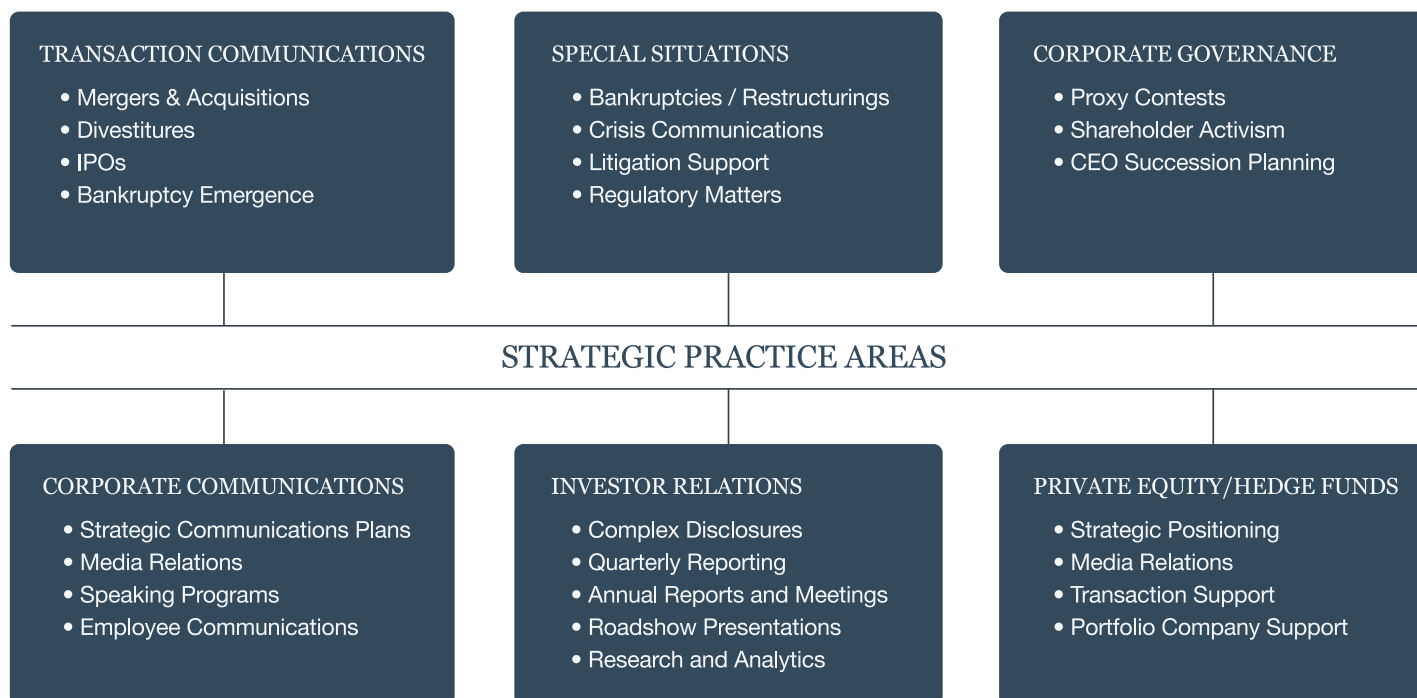 TRANSACTION COMMUNICATIONS
• Mergers & Acquisitions
• Divestitures
• IPOs
• Bankruptcy Emergence
SPECIAL SITUATIONS
• Bankruptcies / Restructurings
• Crisis Communications
• Litigation Support
• Regulatory Matters
CORPORATE GOVERNANCE
• Proxy Contests
• Shareholder Activism
• CEO Succession Planning
STRATEGIC PRACTICE AREAS
CORPORATE COMMUNICATIONS
• Strategic Communications Plans
• Media Relations
• Speaking Programs
• Employee Communications
INVESTOR RELATIONS
• Complex Disclosures
• Quarterly Reporting
• Annual Reports and Meetings
• Roadshow Presentations
• Research and Analytics
PRIVATE EQUITY/HEDGE FUNDS
• Strategic Positioning
• Media Relations
• Transaction Support
• Portfolio Company Support